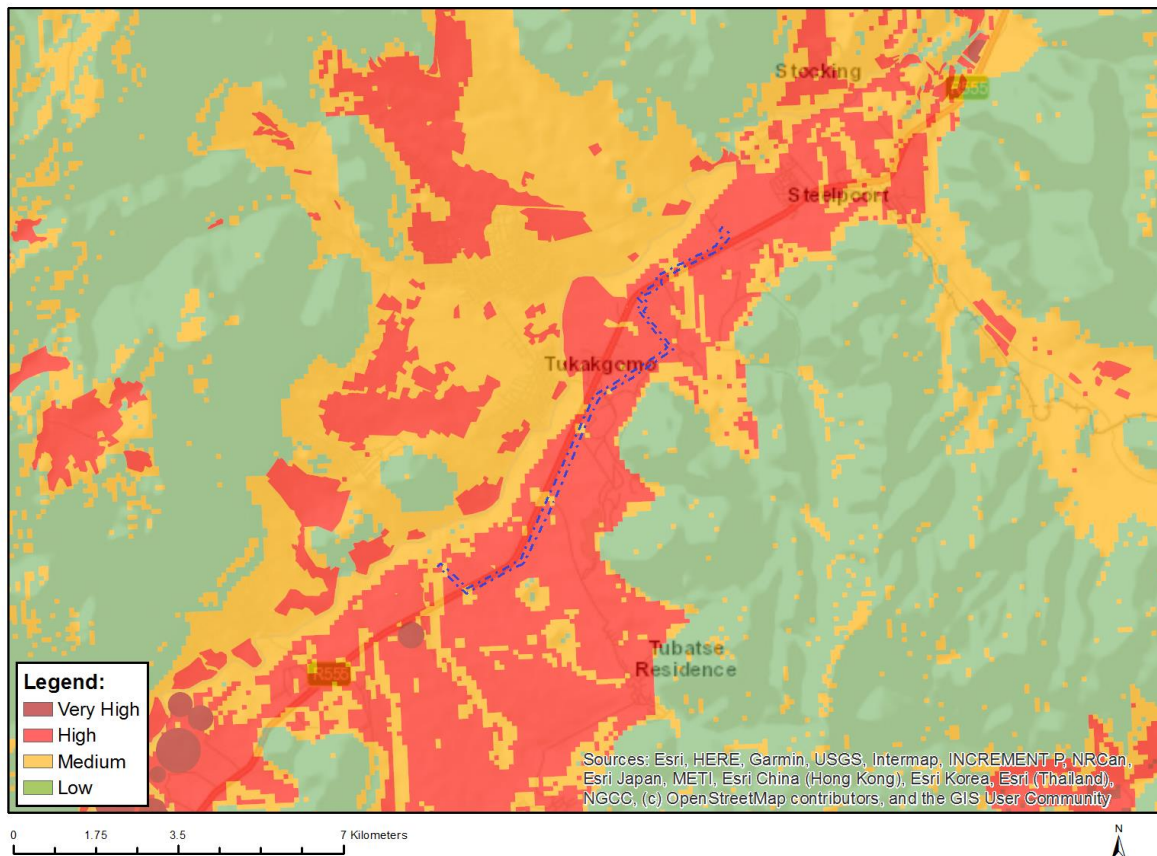 Stocking
R555
Steelpoort
Tukakgomo
Tubatse
Residence
R555
Legend:
Very High
High
Medium
Low
Sources: Esri, HERE, Garmin, USGS, Intermap, INCREMENT P, NRCan,
Esri Japan, METI, Esri China (Hong Kong), Esri Korea, Esri (Thailand),
NGCC, (c) OpenStreetMap contributors, and the GIS User Community
0 1.75 3.5 7 Kilometers
N